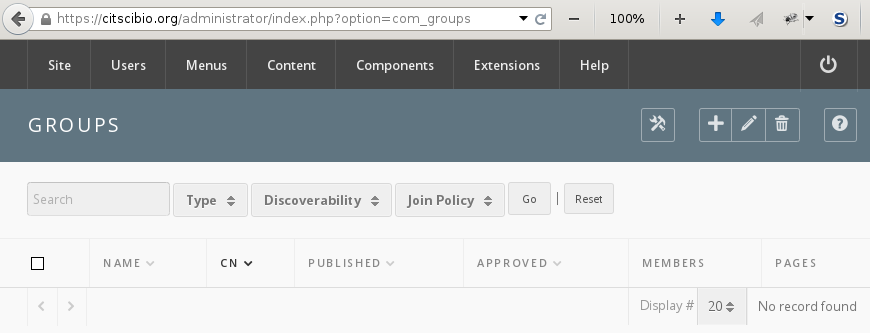 https://citscibio.org/administrator/index.php?option=com_groups 100% S
Site Users Menus Content Components Extensions Help
GROUPS
Search Type Discoverability Join Policy Go | Reset
NAME CN PUBLISHED APPROVED MEMBERS PAGES
Display # 20 No record found